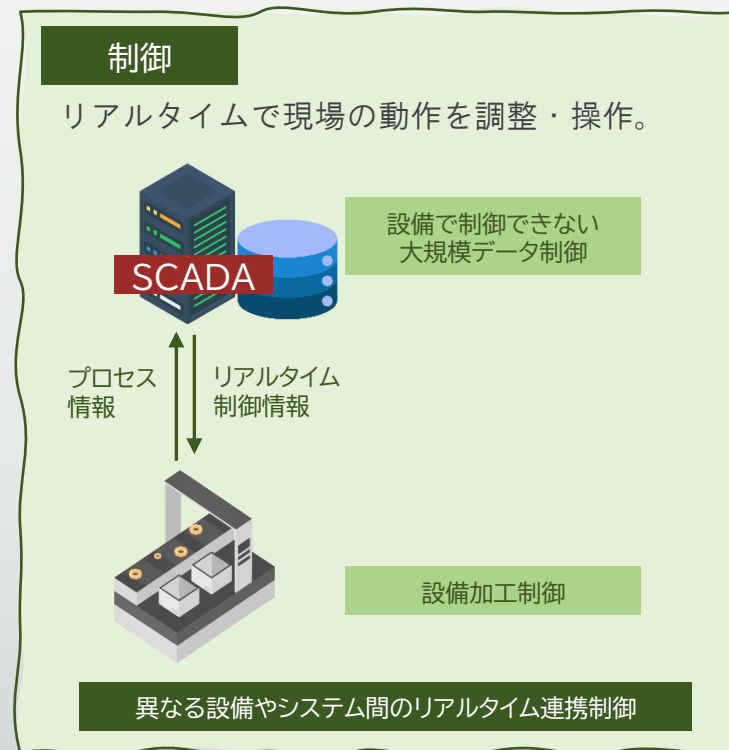 制御
リアルタイムで現場の動作を調整・操作。
設備で制御できない
大規模データ制御
SCADA
プロセス
情報
リアルタイム
制御情報
設備加工制御
異なる設備やシステム間のリアルタイム連携制御